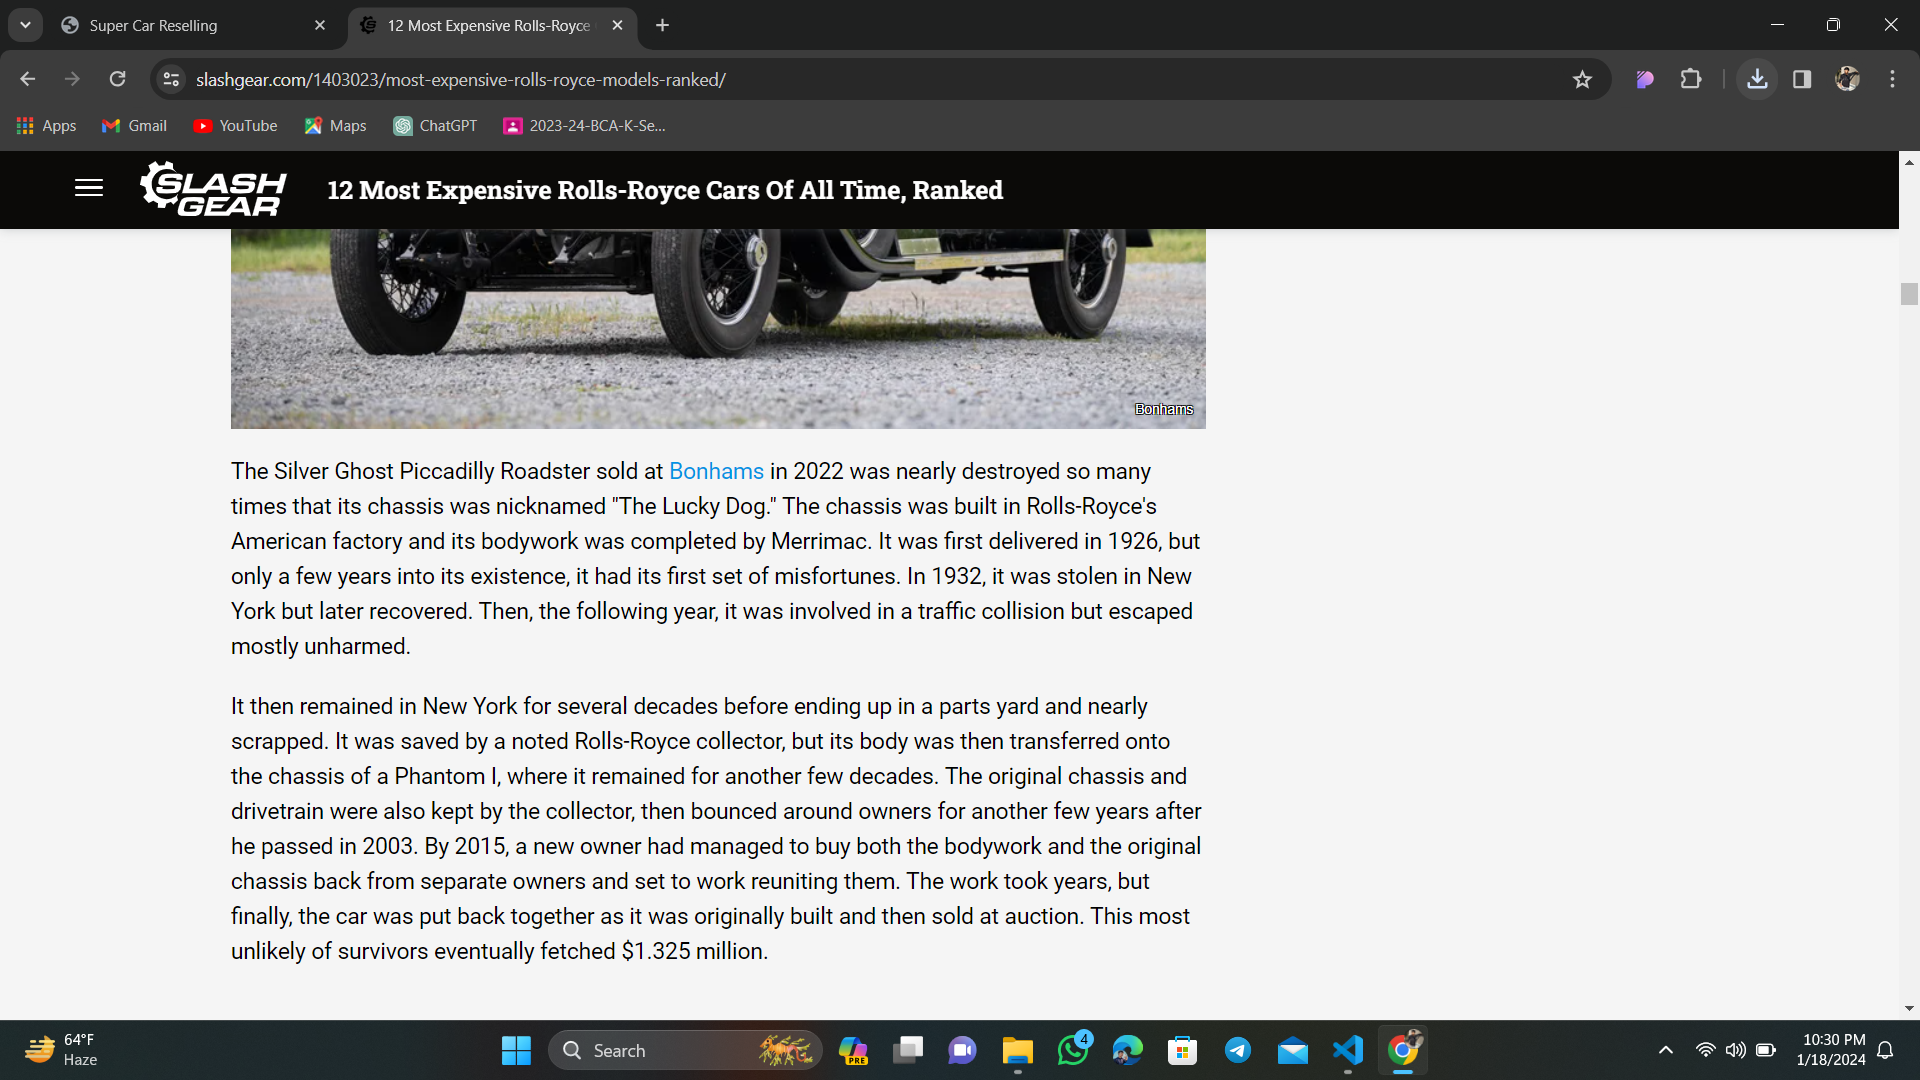 Super Car Reselling
12 Most Expensive Rolls-Royce
slashgear.com/1403023/most-expensive-rolls-royce-models-ranked/
Apps
Gmail
YouTube
Maps
ChatGPT
2023-24-BCA-K-Se...
SLASH
GEAR
12 Most Expensive Rolls-Royce Cars Of All Time, Ranked
Bonhams
The Silver Ghost Piccadilly Roadster sold at Bonhams in 2022 was nearly destroyed so many
times that its chassis was nicknamed "The Lucky Dog." The chassis was built in Rolls-Royce's
American factory and its bodywork was completed by Merrimac. It was first delivered in 1926, but
only a few years into its existence, it had its first set of misfortunes. In 1932, it was stolen in New
York but later recovered. Then, the following year, it was involved in a traffic collision but escaped
mostly unharmed.
It then remained in New York for several decades before ending up in a parts yard and nearly
scrapped. It was saved by a noted Rolls-Royce collector, but its body was then transferred onto
the chassis of a Phantom I, where it remained for another few decades. The original chassis and
drivetrain were also kept by the collector, then bounced around owners for another few years after
he passed in 2003. By 2015, a new owner had managed to buy both the bodywork and the original
chassis back from separate owners and set to work reuniting them. The work took years, but
finally, the car was put back together as it was originally built and then sold at auction. This most
unlikely of survivors eventually fetched $1.325 million.
64°F
Haze
Search
PRE
4
10:30 PM
1/18/2024